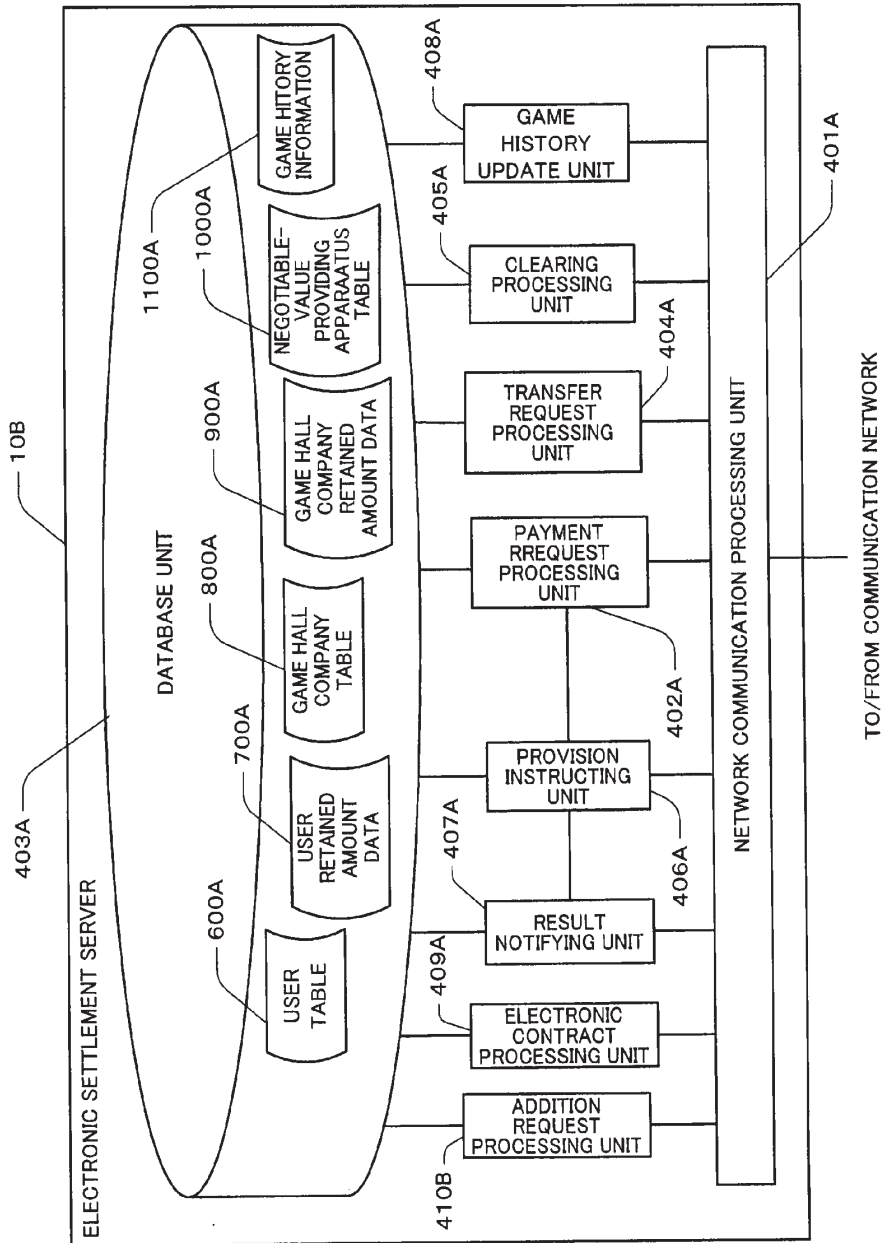 ELECTRONIC SETTLEMENT SERVER
10B
403A
DATABASE UNIT
600A
USER
TABLE
700A
USER
RETAINED
AMOUNT
DATA
800A
GAME HALL
COMPANY
TABLE
900A
GAME HALL
COMPANY
RETAINED
AMOUNT DATA
1000A
NEGOTIABLE-
VALUE
PROVIDING
APPARAATUS
TABLE
1100A
GAME HITORY
INFORMATION
410B
ADDITION
REQUEST
PROCESSING UNIT
409A
ELECTRONIC
CONTRACT
PROCESSING UNIT
407A
RESULT
NOTIFYING UNIT
406A
PROVISION
INSTRUCTING
UNIT
402A
PAYMENT
RREQUEST
PROCESSING
UNIT
404A
TRANSFER
REQUEST
PROCESSING
UNIT
405A
CLEARING
PROCESSING
UNIT
408A
GAME
HISTORY
UPDATE UNIT
401A
NETWORK COMMUNICATION PROCESSING UNIT
TO/FROM COMMUNICATION NETWORK